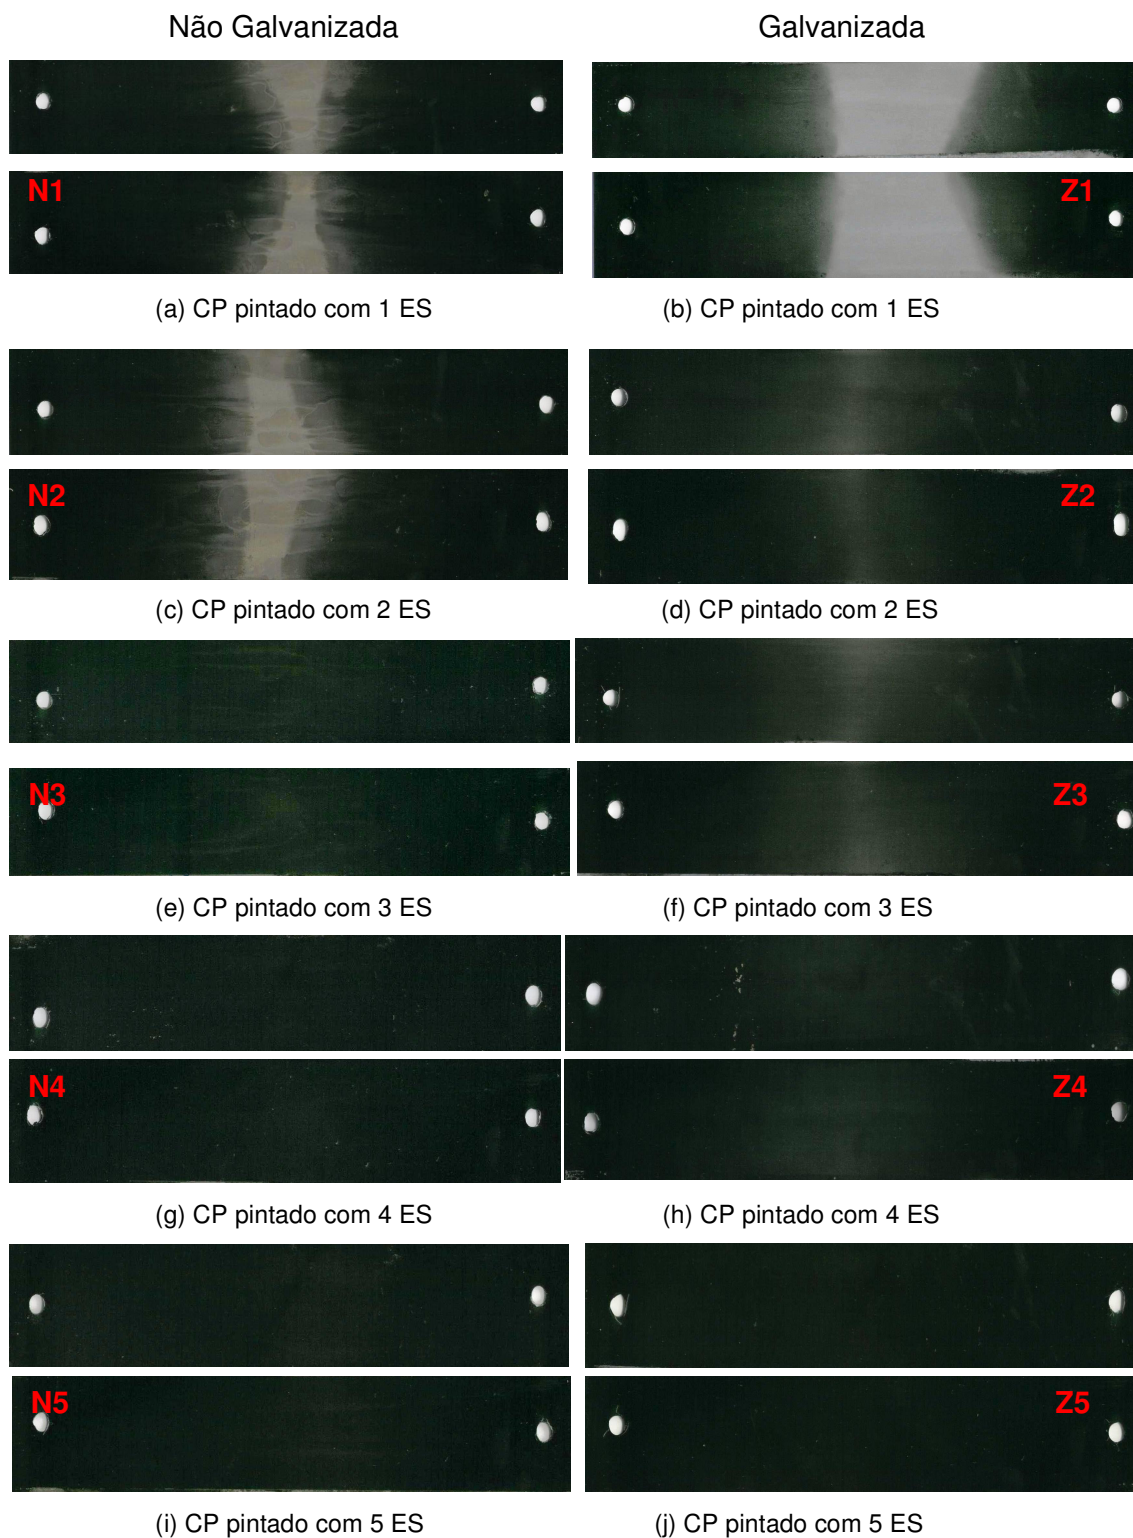 Não Galvanizada
Galvanizada
N1
Z1
(a) CP pintado com 1 ES
(b) CP pintado com 1 ES
N2
Z2
(c) CP pintado com 2 ES
(d) CP pintado com 2 ES
N3
Z3
(e) CP pintado com 3 ES
(f) CP pintado com 3 ES
N4
Z4
(g) CP pintado com 4 ES
(h) CP pintado com 4 ES
N5
Z5
(i) CP pintado com 5 ES
(j) CP pintado com 5 ES